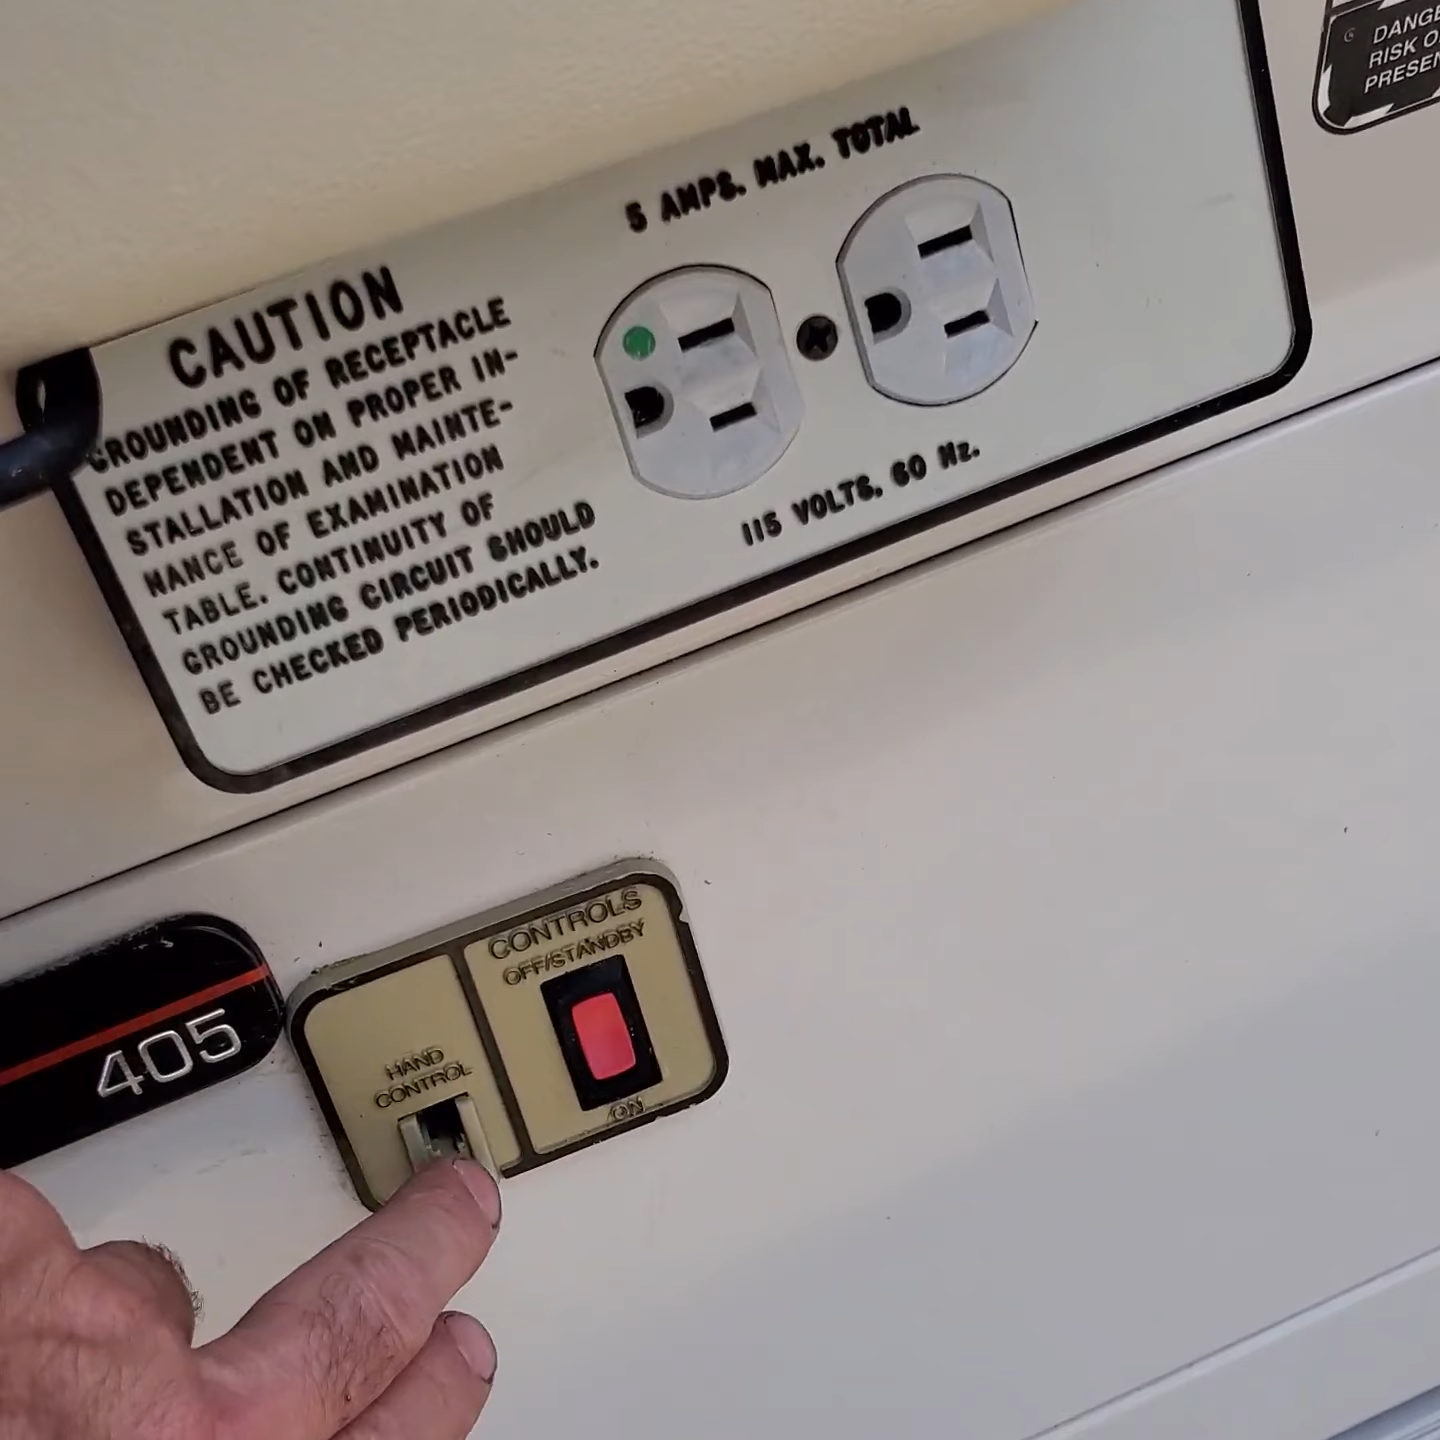 5 AMPS. MAX. TOTAL
CAUTION
GROUNDING OF RECEPTACLE
DEPENDENT ON PROPER IN-
STALLATION AND MAINTE-
NANCE OF EXAMINATION
TABLE. CONTINUITY OF
GROUNDING CIRCUIT SHOULD
BE CHECKED PERIODICALLY.
115 VOLTS, 60 Hz.
RISK
405
HAND
CONTROL
CONTROLS
OFF/STANDBY
ON